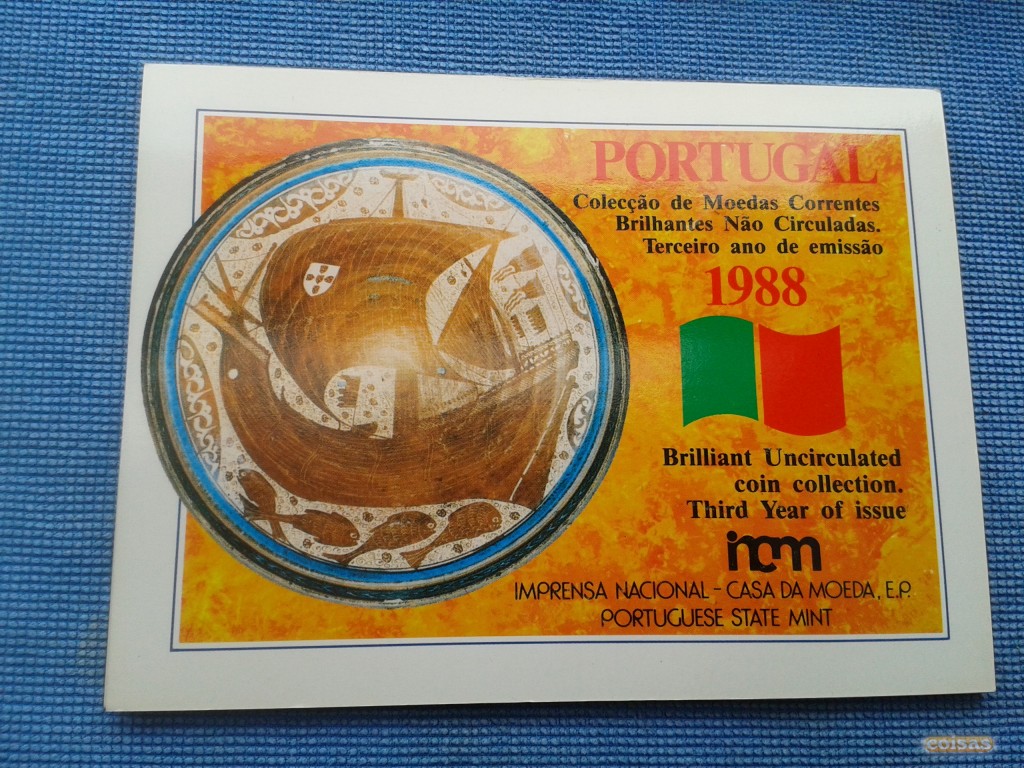 PORTUGAL
Colecção de Moedas Correntes
Brilhantes Não Circuladas.
Terceiro ano de emissão
1988
Brilliant Uncirculated
coin collection.
Third Year of issue
incm
IMPRENSA NACIONAL - CASA DA MOEDA, E.P.
PORTUGUESE STATE MINT
coisas